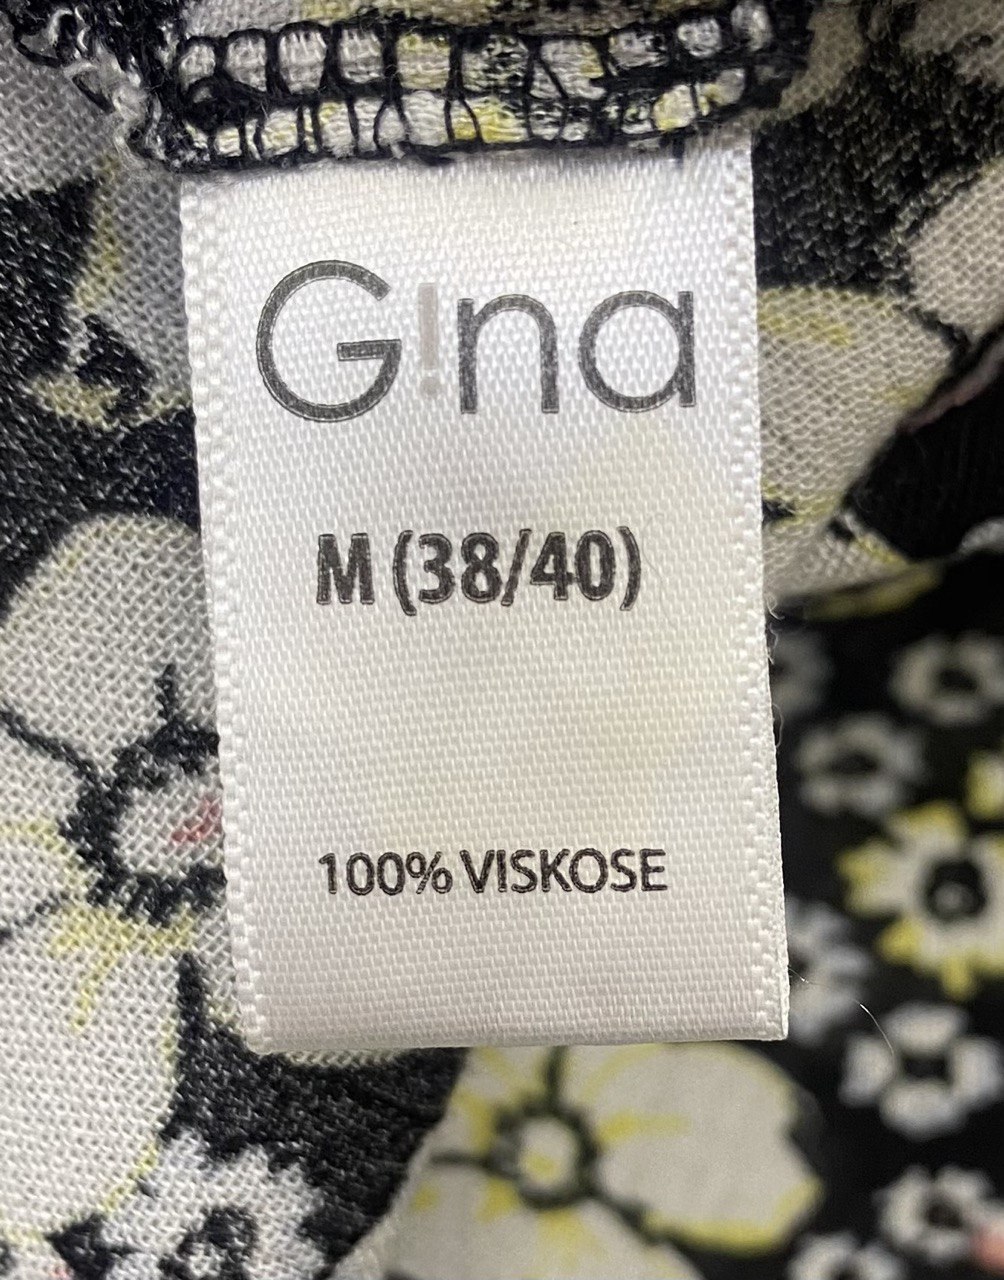 G!na
M (38/40)
100% VISKOSE